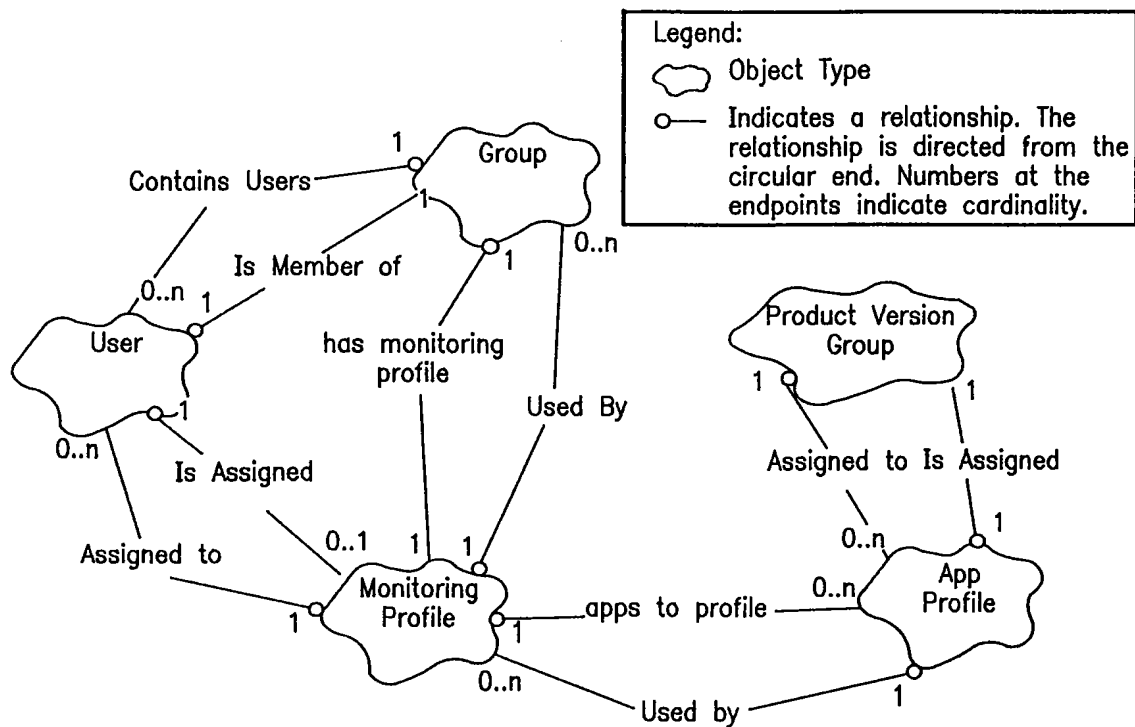 Legend:
Object Type
Indicates a relationship. The
relationship is directed from the
circular end. Numbers at the
endpoints indicate cardinality.
1
Group
Contains Users
1
Is Member of
1
0..n
0..n
1
User
has monitoring
profile
Product Version
Group
1
1
Used By
1
0..n
Is Assigned
Assigned to Is Assigned
0..1
1
1
0..n
1
Assigned to
Monitoring
Profile
App
Profile
0..n
apps to profile
1
1
0..n
Used by
1